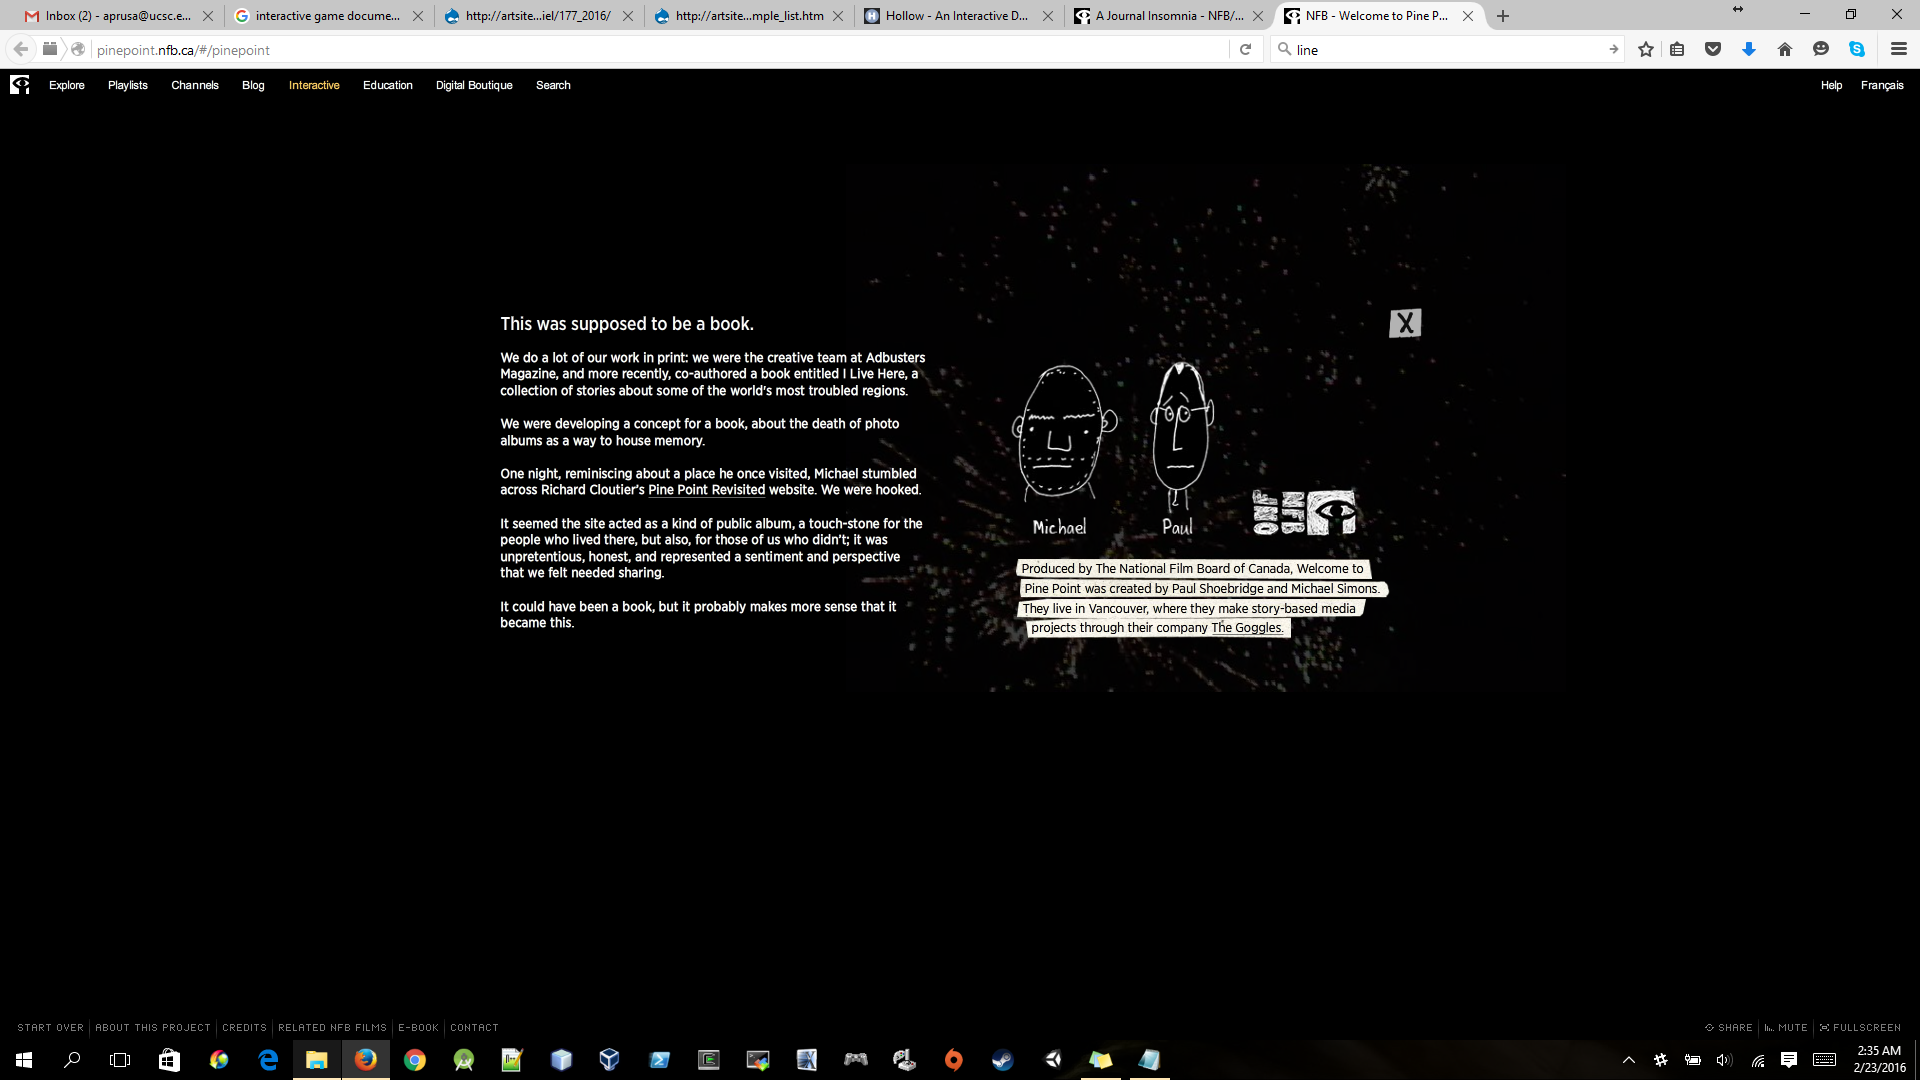 Inbox (2) - aprusa@ucsc.e...
interactive game docume...
http://artsite...iel/177_2016/
http://artsite...mple_list.htm
Hollow - An Interactive D...
A Journal Insomnia - NFB/...
NFB - Welcome to Pine P...
pinepoint.nfb.ca/#/pinepoint
line
Explore
Playlists
Channels
Blog
Interactive
Education
Digital Boutique
Search
Help
Français
This was supposed to be a book.
We do a lot of our work in print: we were the creative team at Adbusters
Magazine, and more recently, co-authored a book entitled I Live Here, a
collection of stories about some of the world's most troubled regions.
We were developing a concept for a book, about the death of photo
albums as a way to house memory.
One night, reminiscing about a place he once visited, Michael stumbled
across Richard Cloutier's Pine Point Revisited website. We were hooked.
It seemed the site acted as a kind of public album, a touch-stone for the
people who lived there, but also, for those of us who didn't; it was
unpretentious, honest, and represented a sentiment and perspective
that we felt needed sharing.
It could have been a book, but it probably makes more sense that it
became this.
X
Michael
Paul
ONF
NFB
Produced by The National Film Board of Canada, Welcome to
Pine Point was created by Paul Shoebridge and Michael Simons.
They live in Vancouver, where they make story-based media
projects through their company The Goggles.
START OVER
ABOUT THIS PROJECT
CREDITS
RELATED NFB FILMS
E-BOOK
CONTACT
SHARE
MUTE
FULLSCREEN
2:35 AM
2/23/2016